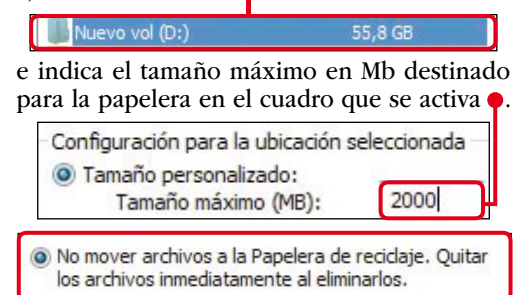 Nuevo vol (D:) 55,8 GB
e indica el tamaño máximo en Mb destinado
para la papelera en el cuadro que se activa .
Configuración para la ubicación seleccionada
Tamaño personalizado:
Tamaño máximo (MB): 2000
No mover archivos a la Papelera de reciclaje. Quitar
los archivos inmediatamente al eliminarlos.